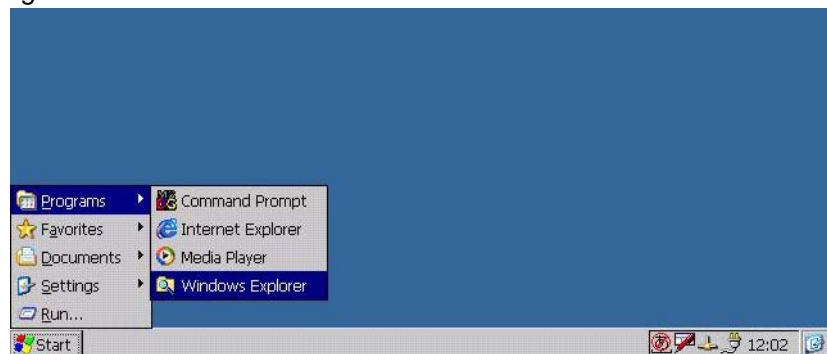 Programs
Favorites
Documents
Settings
Run...
Command Prompt
Internet Explorer
Media Player
Windows Explorer
Start
12:02